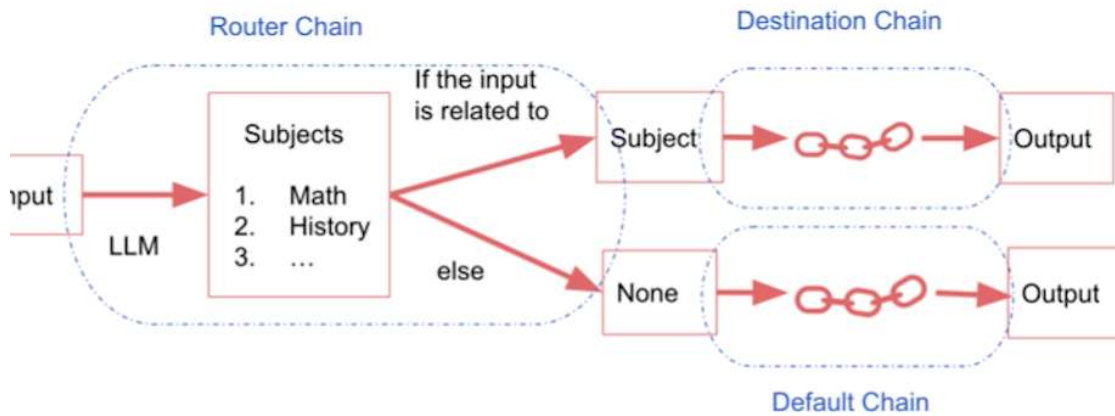 Router Chain
Destination Chain
If the input
is related to
Subjects
Subject
Output
1. Math
2. History
3. ...
nput
LLM
else
None
Output
Default Chain